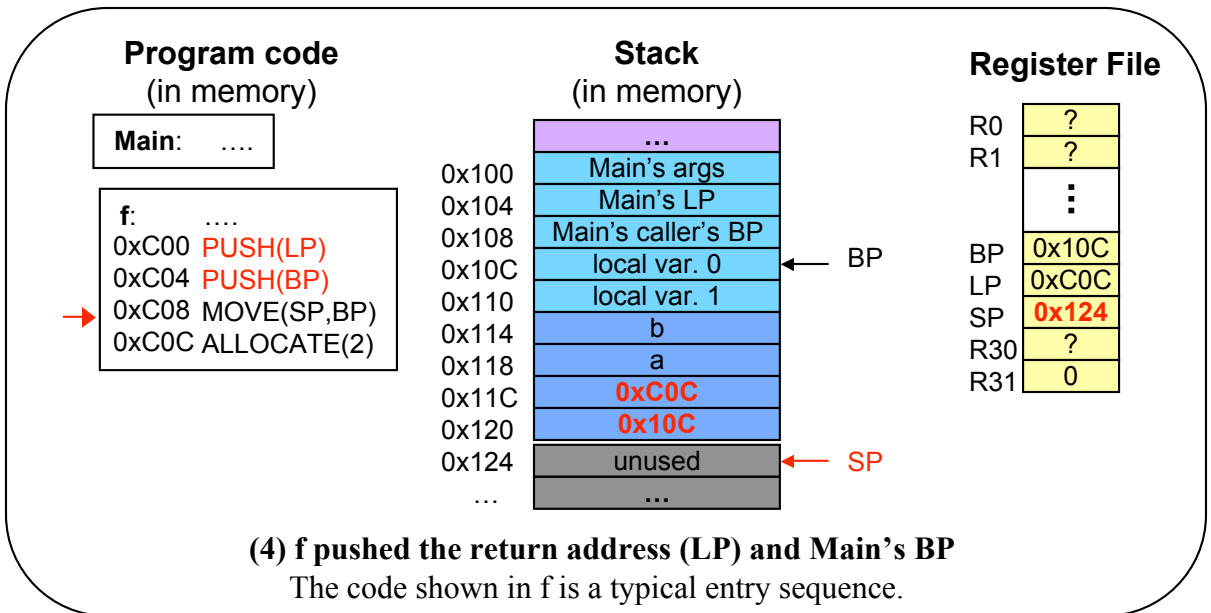 Program code
(in memory)
Main: ....
f: ....
0xC00 PUSH(LP)
0xC04 PUSH(BP)
0xC08 MOVE(SP,BP)
0xC0C ALLOCATE(2)
Stack
(in memory)
...
0x100 Main's args
0x104 Main's LP
0x108 Main's caller's BP
0x10C local var. 0 BP
0x110 local var. 1
0x114 b
0x118 a
0x11C 0xC0C
0x120 0x10C
0x124 unused SP
... ...
Register File
R0 ?
R1 ?
⋮
BP 0x10C
LP 0xC0C
SP 0x124
R30 ?
R31 0
(4) f pushed the return address (LP) and Main's BP
The code shown in f is a typical entry sequence.